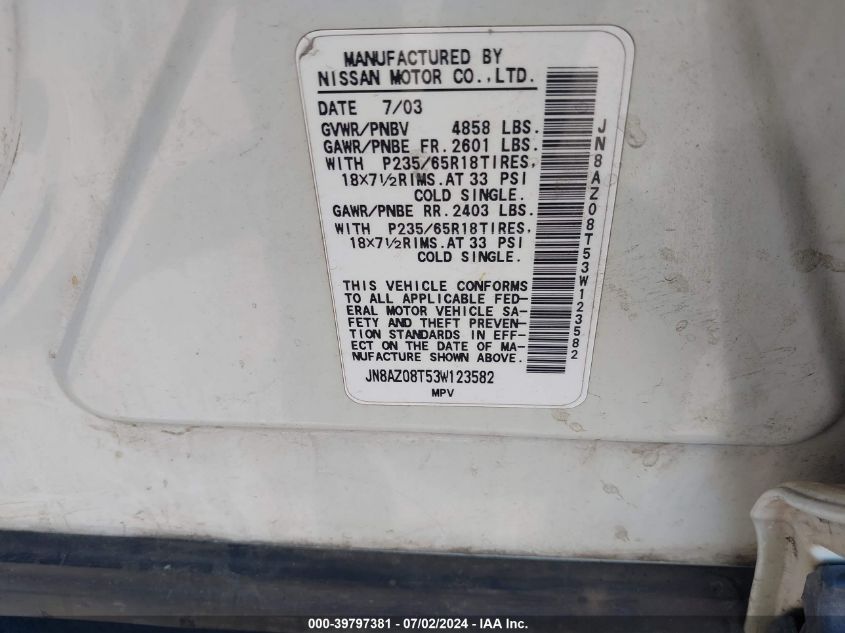 MANUFACTURED BY
NISSAN MOTOR CO.,LTD.
DATE 7/03
GVWR/PNBV 4858 LBS.
GAWR/PNBE FR. 2601 LBS.
WITH P235/65R18TIRES,
18×7½RIMS.AT 33 PSI
COLD SINGLE.
GAWR/PNBE RR. 2403 LBS.
WITH P235/65R18TIRES,
18×7½RIMS.AT 33 PSI
COLD SINGLE.
THIS VEHICLE CONFORMS
TO ALL APPLICABLE FED-
ERAL MOTOR VEHICLE SA-
FETY AND THEFT PREVEN-
TION STANDARDS IN EFF-
ECT ON THE DATE OF MA-
NUFACTURE SHOWN ABOVE.
JN8AZ08T53W123582
MPV
JN8AZ08T53W123582
000-39797381 - 07/02/2024 - IAA Inc.